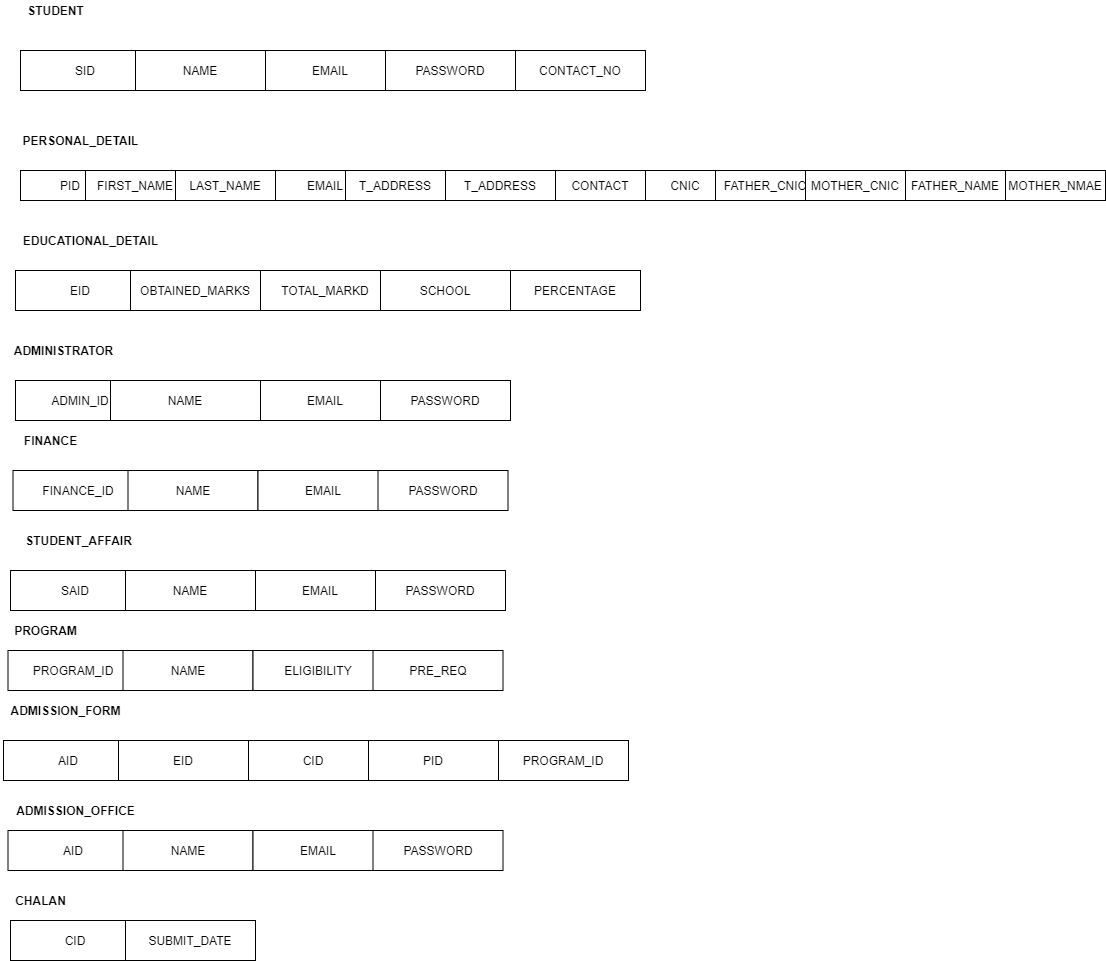 STUDENT
SID NAME EMAIL PASSWORD CONTACT_NO
PERSONAL_DETAIL
PID FIRST_NAME LAST_NAME EMAIL T_ADDRESS T_ADDRESS CONTACT CNIC FATHER_CNIC MOTHER_CNIC FATHER_NAME MOTHER_NMAE
EDUCATIONAL_DETAIL
EID OBTAINED_MARKS TOTAL_MARKD SCHOOL PERCENTAGE
ADMINISTRATOR
ADMIN_ID NAME EMAIL PASSWORD
FINANCE
FINANCE_ID NAME EMAIL PASSWORD
STUDENT_AFFAIR
SAID NAME EMAIL PASSWORD
PROGRAM
PROGRAM_ID NAME ELIGIBILITY PRE_REQ
ADMISSION_FORM
AID EID CID PID PROGRAM_ID
ADMISSION_OFFICE
AID NAME EMAIL PASSWORD
CHALAN
CID SUBMIT_DATE